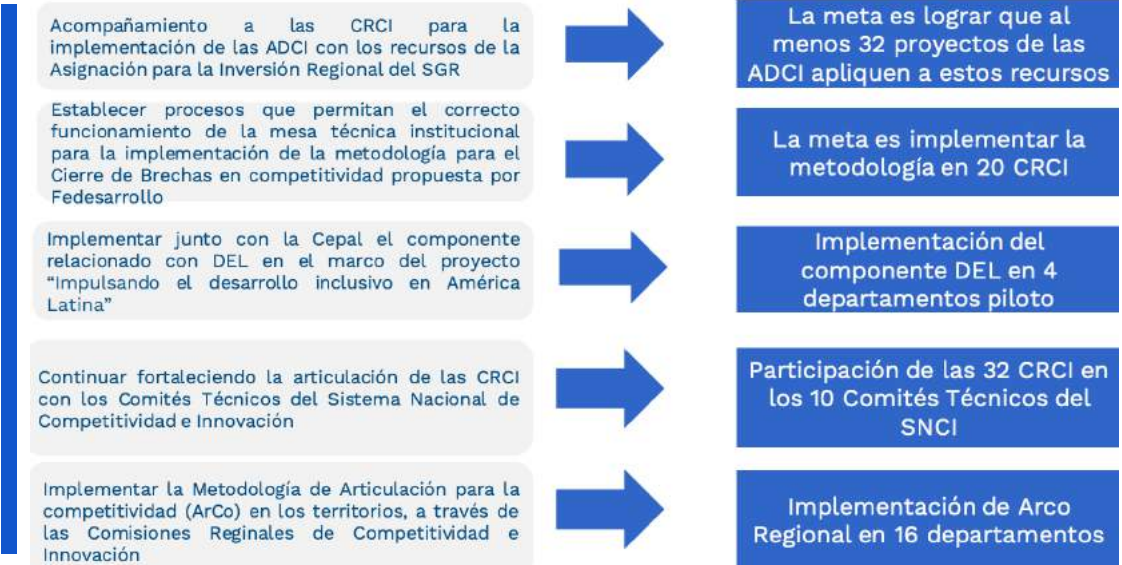 Acompañamiento a las CRCI para la
implementación de las ADCI con los recursos de la
Asignación para la Inversión Regional del SGR
La meta es lograr que al
menos 32 proyectos de las
ADCI apliquen a estos recursos
Establecer procesos que permitan el correcto
funcionamiento de la mesa técnica institucional
para la implementación de la metodología para el
Cierre de Brechas en competitividad propuesta por
Fedesarrollo
La meta es implementar la
metodología en 20 CRCI
Implementar junto con la Cepal el componente
relacionado con DEL en el marco del proyecto
“Impulsando el desarrollo inclusivo en América
Latina”
Implementación del
componente DEL en 4
departamentos piloto
Continuar fortaleciendo la articulación de las CRCI
con los Comités Técnicos del Sistema Nacional de
Competitividad e Innovación
Participación de las 32 CRCI en
los 10 Comités Técnicos del
SNCI
Implementar la Metodología de Articulación para la
competitividad (ArCo) en los territorios, a través de
las Comisiones Reginales de Competitividad e
Innovación
Implementación de Arco
Regional en 16 departamentos